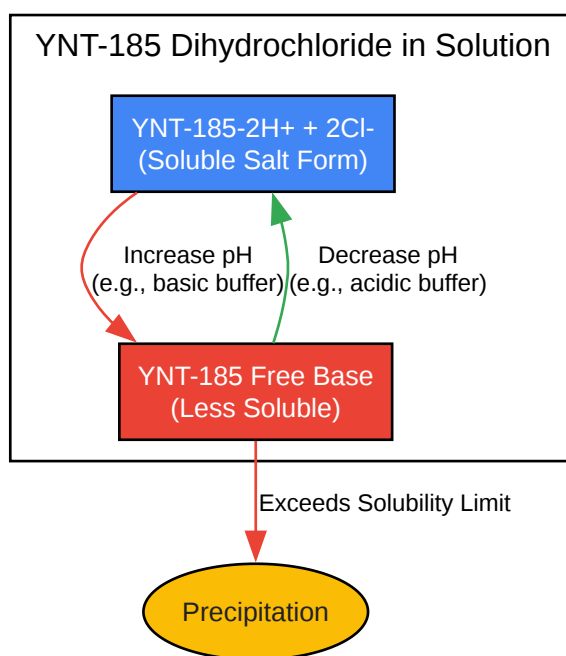 YNT-185 Dihydrochloride in Solution
YNT-185-2H+ + 2Cl-
(Soluble Salt Form)
Increase pH
(e.g., basic buffer)
Decrease pH
(e.g., acidic buffer)
YNT-185 Free Base
(Less Soluble)
Exceeds Solubility Limit
Precipitation